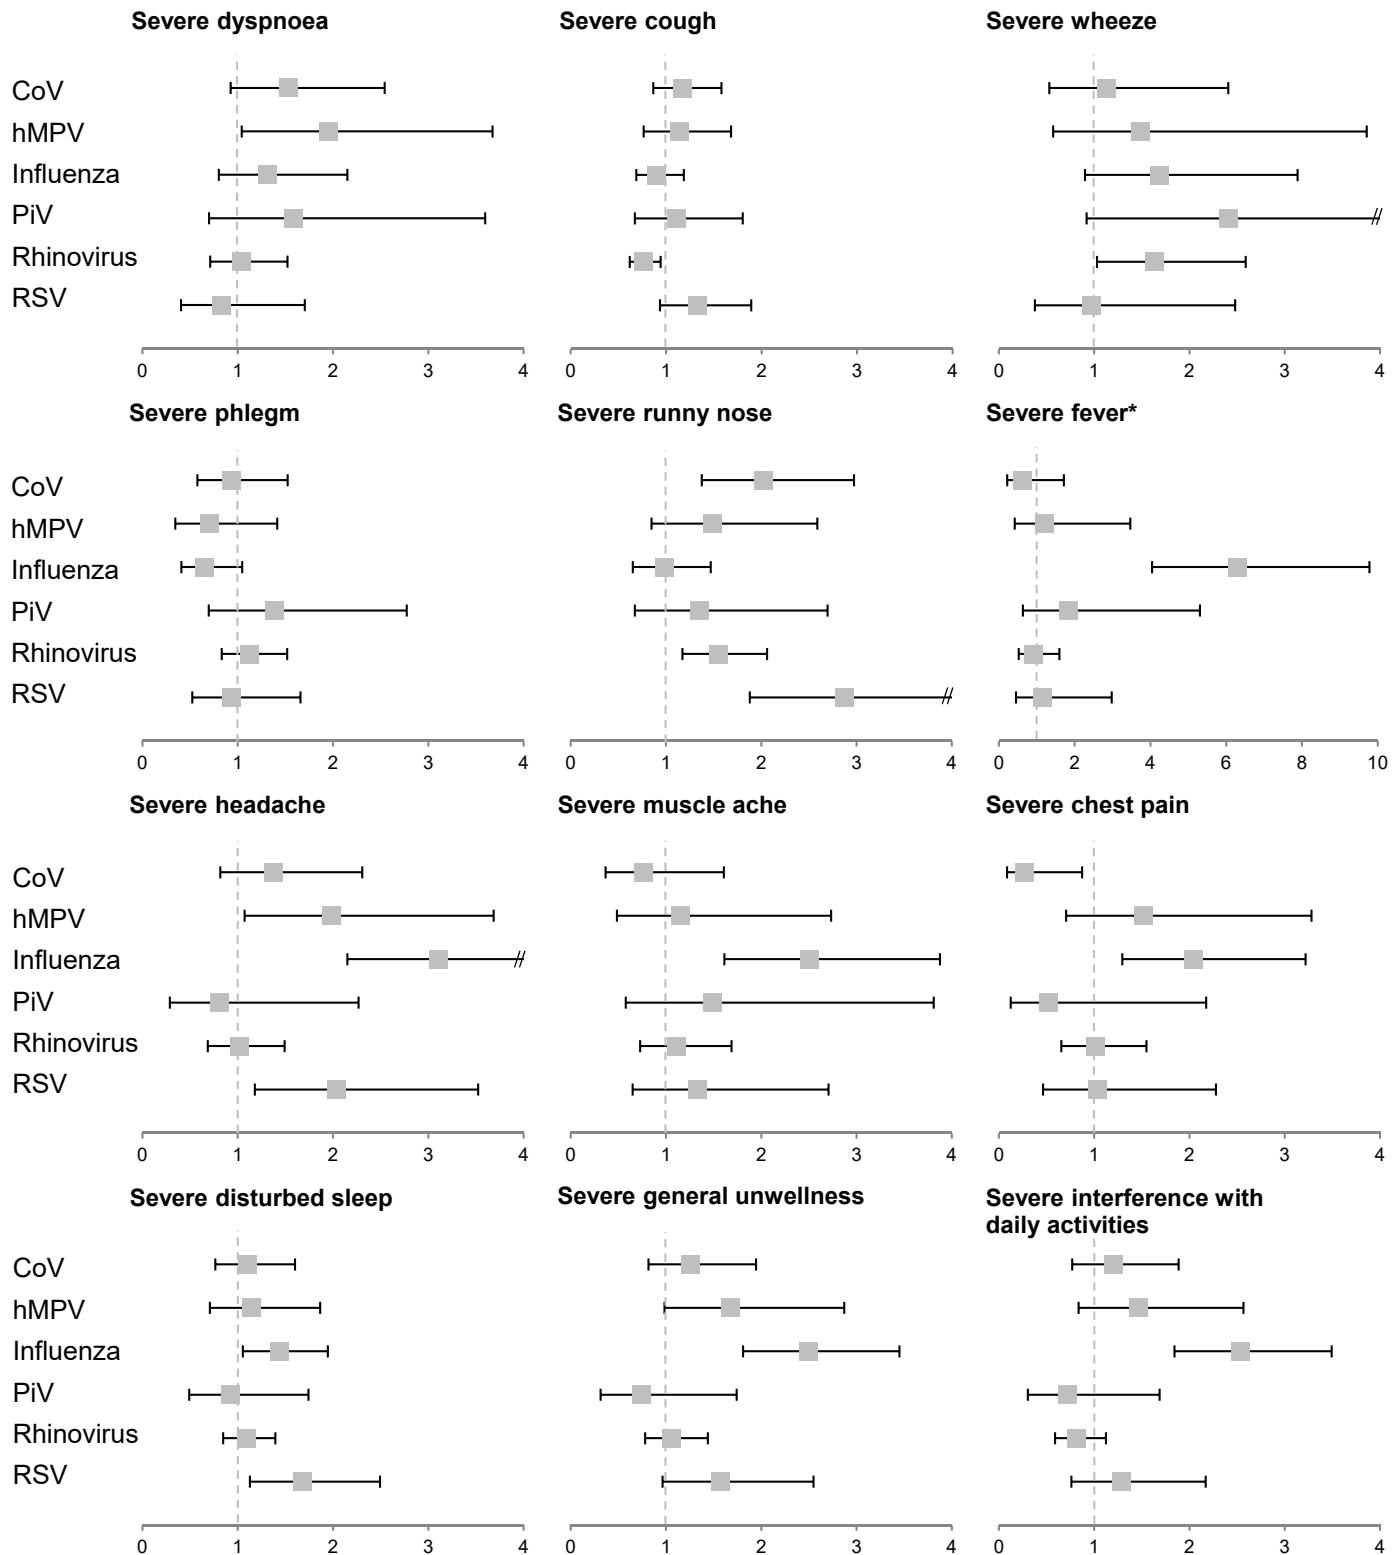 Severe dyspnoea
Severe cough
Severe wheeze
CoV
hMPV
Influenza
PiV
Rhinovirus
RSV
0 1 2 3 4
0 1 2 3 4
0 1 2 3 4
Severe phlegm
Severe runny nose
Severe fever*
CoV
hMPV
Influenza
PiV
Rhinovirus
RSV
0 1 2 3 4
0 1 2 3 4
0 2 4 6 8 10
Severe headache
Severe muscle ache
Severe chest pain
CoV
hMPV
Influenza
PiV
Rhinovirus
RSV
0 1 2 3 4
0 1 2 3 4
0 1 2 3 4
Severe disturbed sleep
Severe general unwellness
Severe interference with
daily activities
CoV
hMPV
Influenza
PiV
Rhinovirus
RSV
0 1 2 3 4
0 1 2 3 4
0 1 2 3 4